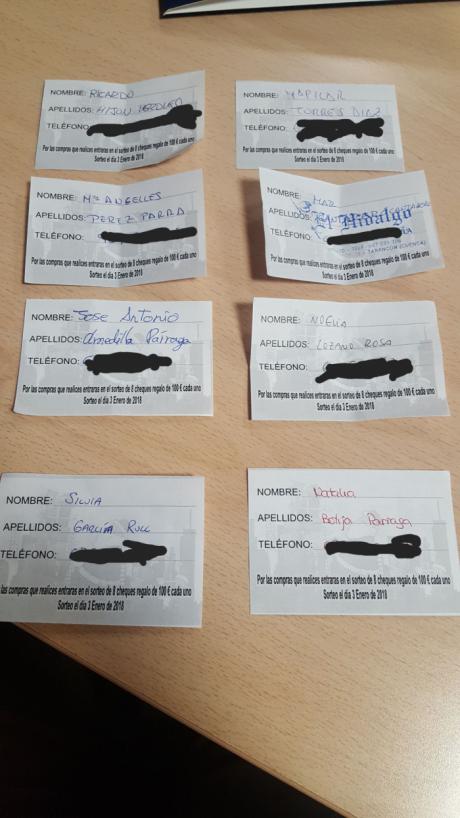 NOMBRE: RICARDO
APELLIDOS: HIJON
TELÉFONO:
Por las compras que realices entraras en el sorteo de 8 cheques regalo de 100 € cada uno
Sorteo el día 3 Enero de 2018
NOMBRE: Mª PILAR
APELLIDOS: TORRES DIAZ
TELÉFONO:
Por las compras que realices entraras en el sorteo de 8 cheques regalo de 100 € cada uno
Sorteo el día 3 Enero de 2018
NOMBRE: Mª ANGELLES
APELLIDOS: PEREZ PARRA
TELÉFONO:
Por las compras que realices entraras en el sorteo de 8 cheques regalo de 100 € cada uno
Sorteo el día 3 Enero de 2018
NOMBRE: MAR
APELLIDOS:
El Hidalgo
TELÉFONO:
TARANCON (CUENCA)
Por las compras que realices entraras en el sorteo de 8 cheques regalo de 100 € cada uno
Sorteo el día 3 Enero de 2018
NOMBRE: Jose Antonio
APELLIDOS: Armedilla Párraga
TELÉFONO:
Por las compras que realices entraras en el sorteo de 8 cheques regalo de 100 € cada uno
Sorteo el día 3 Enero de 2018
NOMBRE: NOELIA
APELLIDOS: LOZANO ROSA
TELÉFONO:
Por las compras que realices entraras en el sorteo de 8 cheques regalo de 100 € cada uno
Sorteo el día 3 Enero de 2018
NOMBRE: SILVIA
APELLIDOS: GARCÍA RULL
TELÉFONO:
las compras que realices entraras en el sorteo de 8 cheques regalo de 100 € cada uno
Sorteo el día 3 Enero de 2018
NOMBRE: Natalia
APELLIDOS: Borja Párraga
TELÉFONO:
Por las compras que realices entraras en el sorteo de 8 cheques regalo de 100 € cada uno
Sorteo el día 3 Enero de 2018